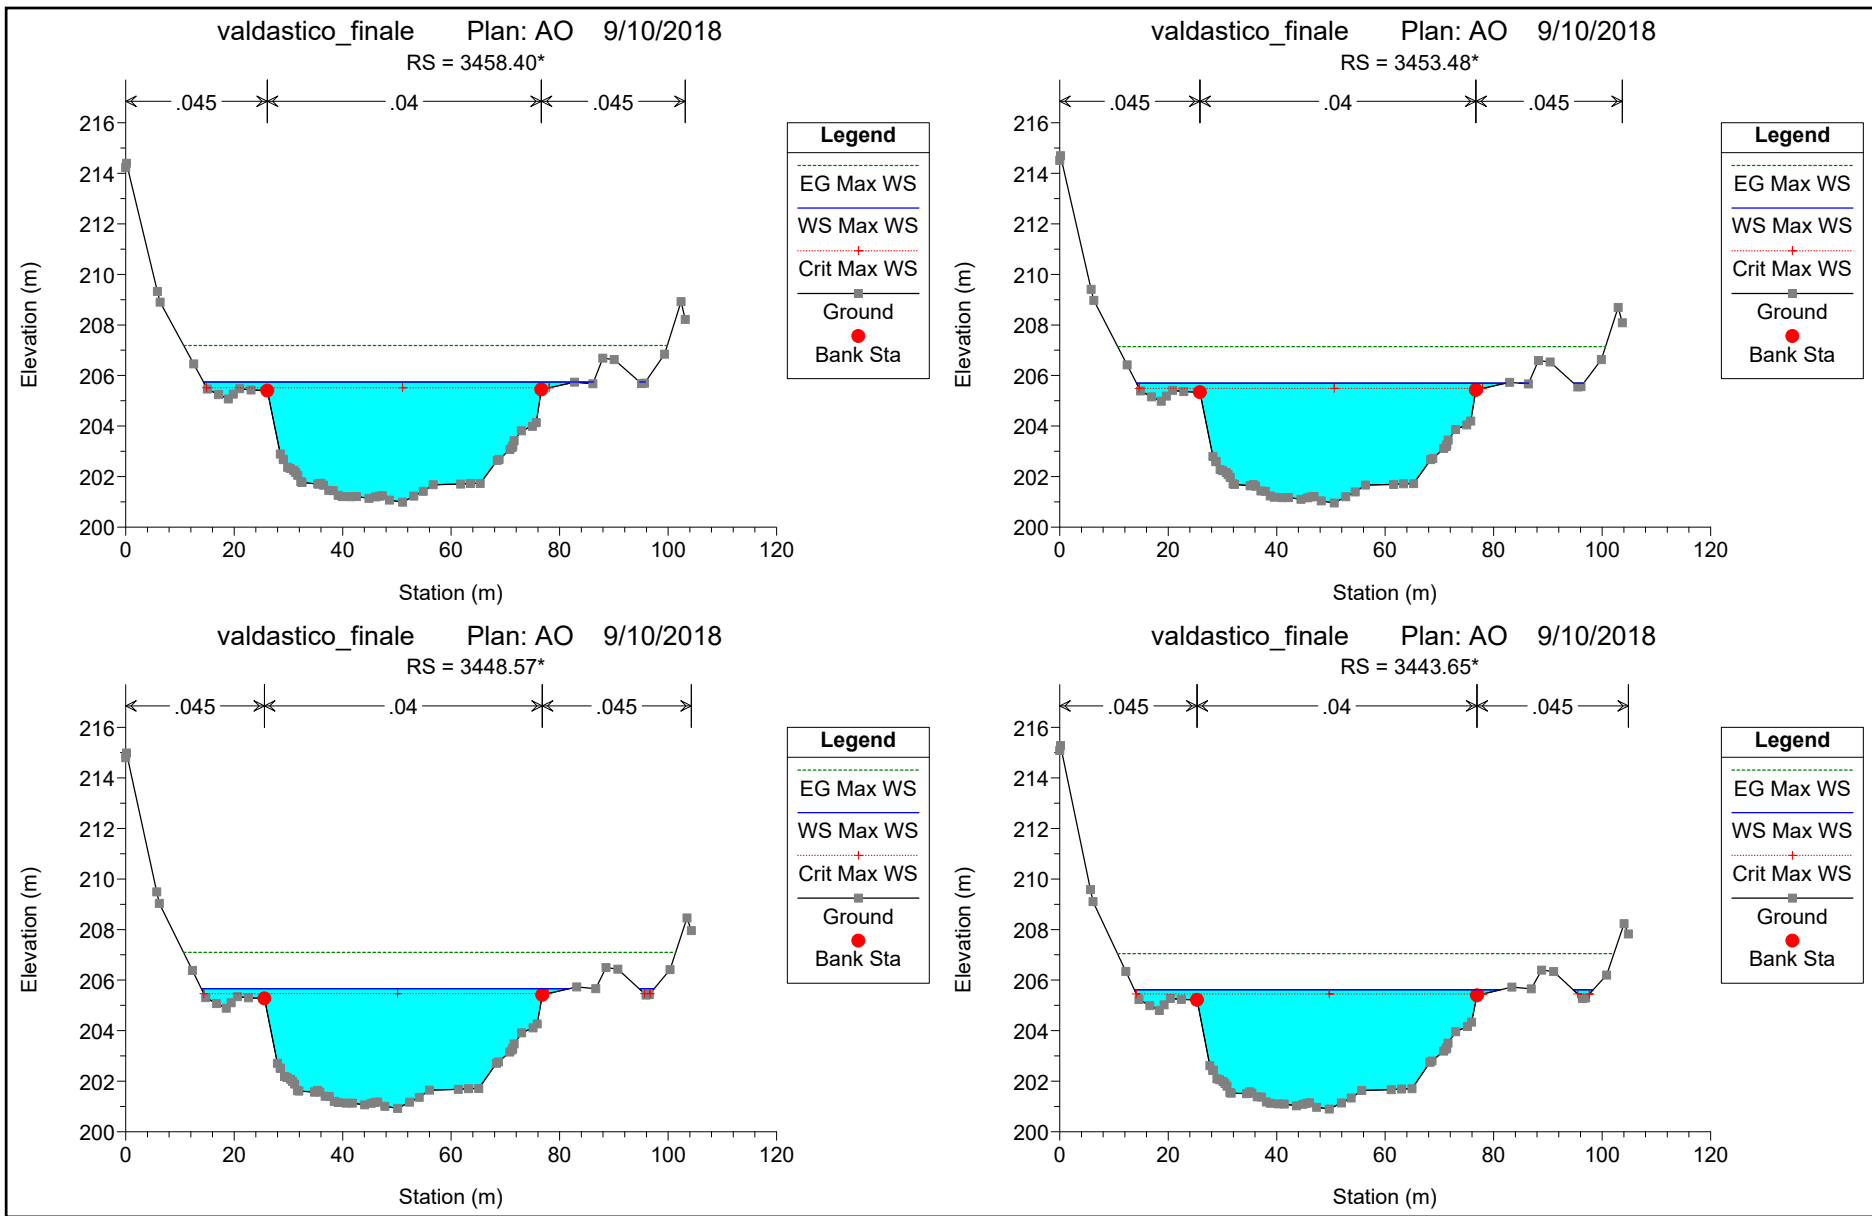 valdastico_finale Plan: AO 9/10/2018
RS = 3458.40*
.045 .04 .045
216
214
212
210
208
206
204
202
200
Elevation (m)
0 20 40 60 80 100 120
Station (m)
Legend
EG Max WS
WS Max WS
Crit Max WS
Ground
Bank Sta
valdastico_finale Plan: AO 9/10/2018
RS = 3453.48*
.045 .04 .045
216
214
212
210
208
206
204
202
200
Elevation (m)
0 20 40 60 80 100 120
Station (m)
Legend
EG Max WS
WS Max WS
Crit Max WS
Ground
Bank Sta
valdastico_finale Plan: AO 9/10/2018
RS = 3448.57*
.045 .04 .045
216
214
212
210
208
206
204
202
200
Elevation (m)
0 20 40 60 80 100 120
Station (m)
Legend
EG Max WS
WS Max WS
Crit Max WS
Ground
Bank Sta
valdastico_finale Plan: AO 9/10/2018
RS = 3443.65*
.045 .04 .045
216
214
212
210
208
206
204
202
200
Elevation (m)
0 20 40 60 80 100 120
Station (m)
Legend
EG Max WS
WS Max WS
Crit Max WS
Ground
Bank Sta